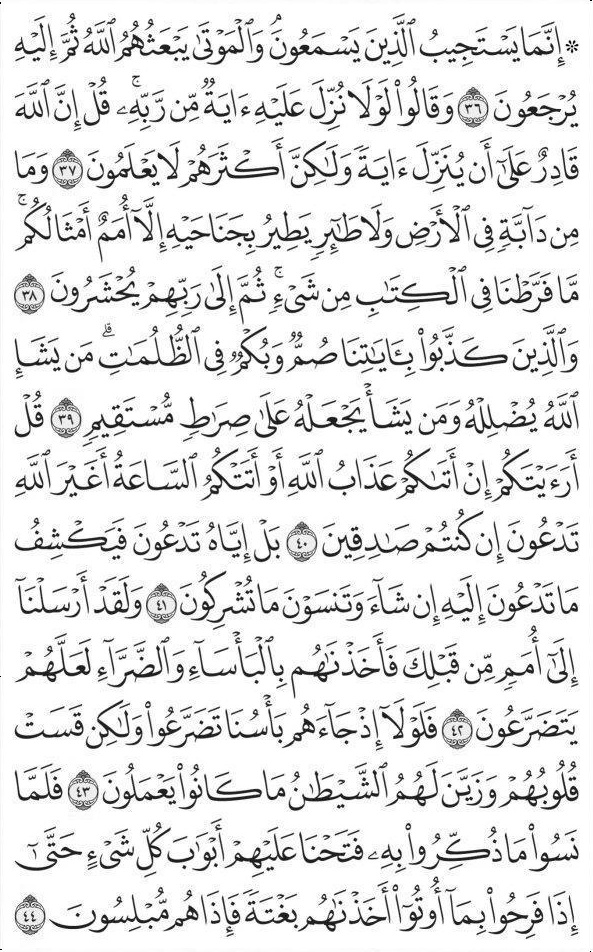 ۞ إِنَّمَا يَسْتَجِيبُ ٱلَّذِينَ يَسْمَعُونَۘ وَٱلْمَوْتَىٰ يَبْعَثُهُمُ ٱللَّهُ ثُمَّ إِلَيْهِ
يُرْجَعُونَ ٣٦ وَقَالُوا۟ لَوْلَا نُزِّلَ عَلَيْهِ ءَايَةٌ مِّن رَّبِّهِۦۚ قُلْ إِنَّ ٱللَّهَ
قَادِرٌ عَلَىٰٓ أَن يُنَزِّلَ ءَايَةً وَلَٰكِنَّ أَكْثَرَهُمْ لَا يَعْلَمُونَ ٣٧ وَمَا
مِن دَآبَّةٍ فِى ٱلْأَرْضِ وَلَا طَٰٓئِرٍ يَطِيرُ بِجَنَاحَيْهِ إِلَّآ أُمَمٌ أَمْثَالُكُمۚ
مَّا فَرَّطْنَا فِى ٱلْكِتَٰبِ مِن شَىْءٍۚ ثُمَّ إِلَىٰ رَبِّهِمْ يُحْشَرُونَ ٣٨
وَٱلَّذِينَ كَذَّبُوا۟ بِـَٔايَٰتِنَا صُمٌّ وَبُكْمٌ فِى ٱلظُّلُمَٰتِۗ مَن يَشَإِ
ٱللَّهُ يُضْلِلْهُ وَمَن يَشَأْ يَجْعَلْهُ عَلَىٰ صِرَٰطٍ مُّسْتَقِيمٍ ٣٩ قُلْ
أَرَءَيْتَكُمْ إِنْ أَتَىٰكُمْ عَذَابُ ٱللَّهِ أَوْ أَتَتْكُمُ ٱلسَّاعَةُ أَغَيْرَ ٱللَّهِ
تَدْعُونَ إِن كُنتُمْ صَٰدِقِينَ ٤٠ بَلْ إِيَّاهُ تَدْعُونَ فَيَكْشِفُ
مَا تَدْعُونَ إِلَيْهِ إِن شَآءَ وَتَنسَوْنَ مَا تُشْرِكُونَ ٤١ وَلَقَدْ أَرْسَلْنَآ
إِلَىٰٓ أُمَمٍ مِّن قَبْلِكَ فَأَخَذْنَٰهُم بِٱلْبَأْسَآءِ وَٱلضَّرَّآءِ لَعَلَّهُمْ
يَتَضَرَّعُونَ ٤٢ فَلَوْلَآ إِذْ جَآءَهُم بَأْسُنَا تَضَرَّعُوا۟ وَلَٰكِن قَسَتْ
قُلُوبُهُمْ وَزَيَّنَ لَهُمُ ٱلشَّيْطَٰنُ مَا كَانُوا۟ يَعْمَلُونَ ٤٣ فَلَمَّا
نَسُوا۟ مَا ذُكِّرُوا۟ بِهِۦ فَتَحْنَا عَلَيْهِمْ أَبْوَٰبَ كُلِّ شَىْءٍ حَتَّىٰٓ
إِذَا فَرِحُوا۟ بِمَآ أُوتُوٓا۟ أَخَذْنَٰهُم بَغْتَةً فَإِذَا هُم مُّبْلِسُونَ ٤٤